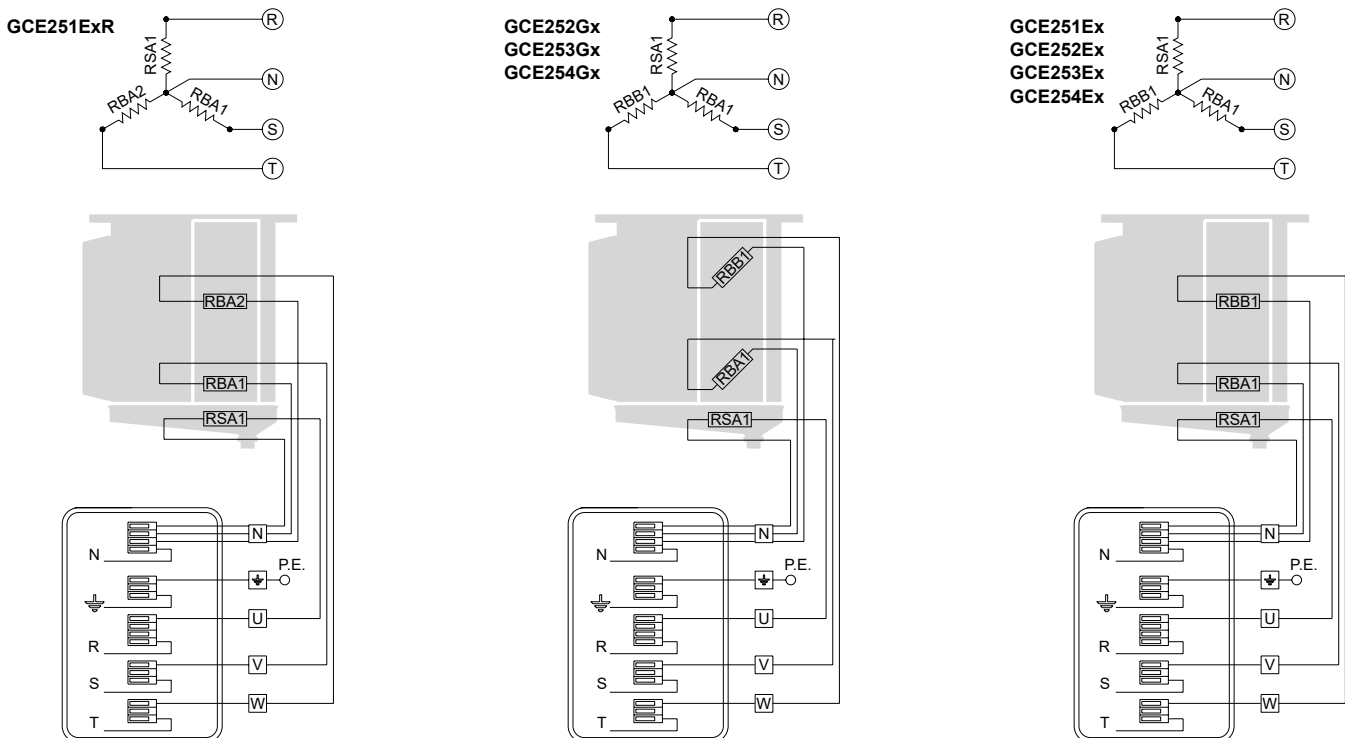 GCE251ExR
R
RSA1
N
RBA2
RBA1
S
T
RBA2
RBA1
RSA1
N
N
P.E.
U
R
V
S
W
T
GCE252Gx
GCE253Gx
GCE254Gx
R
RSA1
N
RBB1
RBA1
S
T
RBB1
RBA1
RSA1
N
N
P.E.
U
R
V
S
W
T
GCE251Ex
GCE252Ex
GCE253Ex
GCE254Ex
R
RSA1
N
RBB1
RBA1
S
T
RBB1
RBA1
RSA1
N
N
P.E.
U
R
V
S
W
T